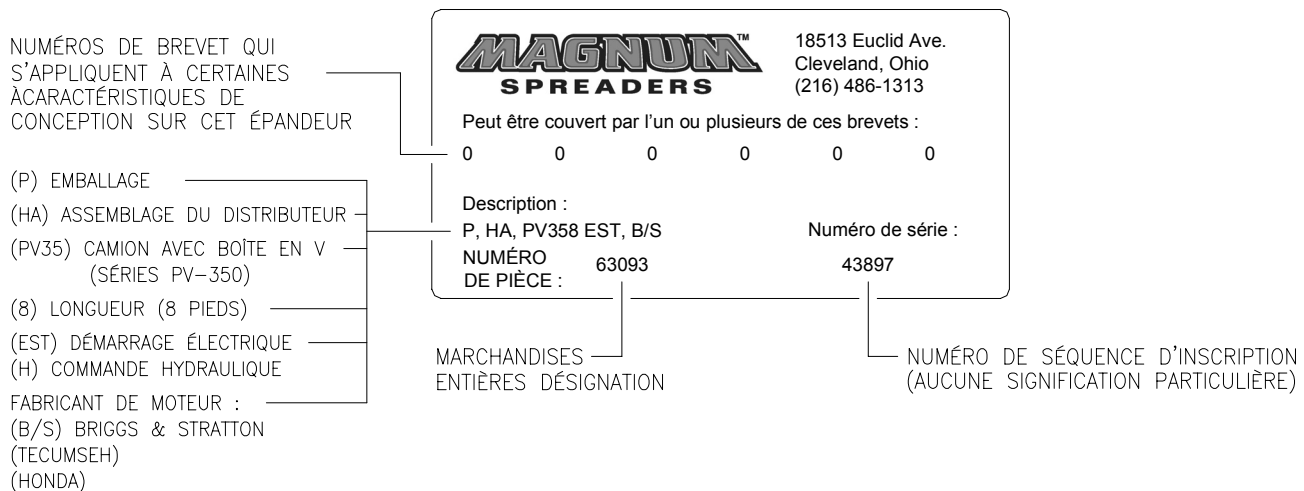 NUMÉROS DE BREVET QUI
S'APPLIQUENT À CERTAINES
ÀCARACTÉRISTIQUES DE
CONCEPTION SUR CET ÉPANDEUR
(P) EMBALLAGE
(HA) ASSEMBLAGE DU DISTRIBUTEUR
(PV35) CAMION AVEC BOÎTE EN V
(SÉRIES PV-350)
(8) LONGUEUR (8 PIEDS)
(EST) DÉMARRAGE ÉLECTRIQUE
(H) COMMANDE HYDRAULIQUE
FABRICANT DE MOTEUR :
(B/S) BRIGGS & STRATTON
(TECUMSEH)
(HONDA)
MAGNUM™
SPREADERS
18513 Euclid Ave.
Cleveland, Ohio
(216) 486-1313
Peut être couvert par l'un ou plusieurs de ces brevets :
0 0 0 0 0 0
Description :
P, HA, PV358 EST, B/S
Numéro de série :
NUMÉRO
DE PIÈCE :
63093
43897
MARCHANDISES
ENTIÈRES DÉSIGNATION
NUMÉRO DE SÉQUENCE D'INSCRIPTION
(AUCUNE SIGNIFICATION PARTICULIÈRE)